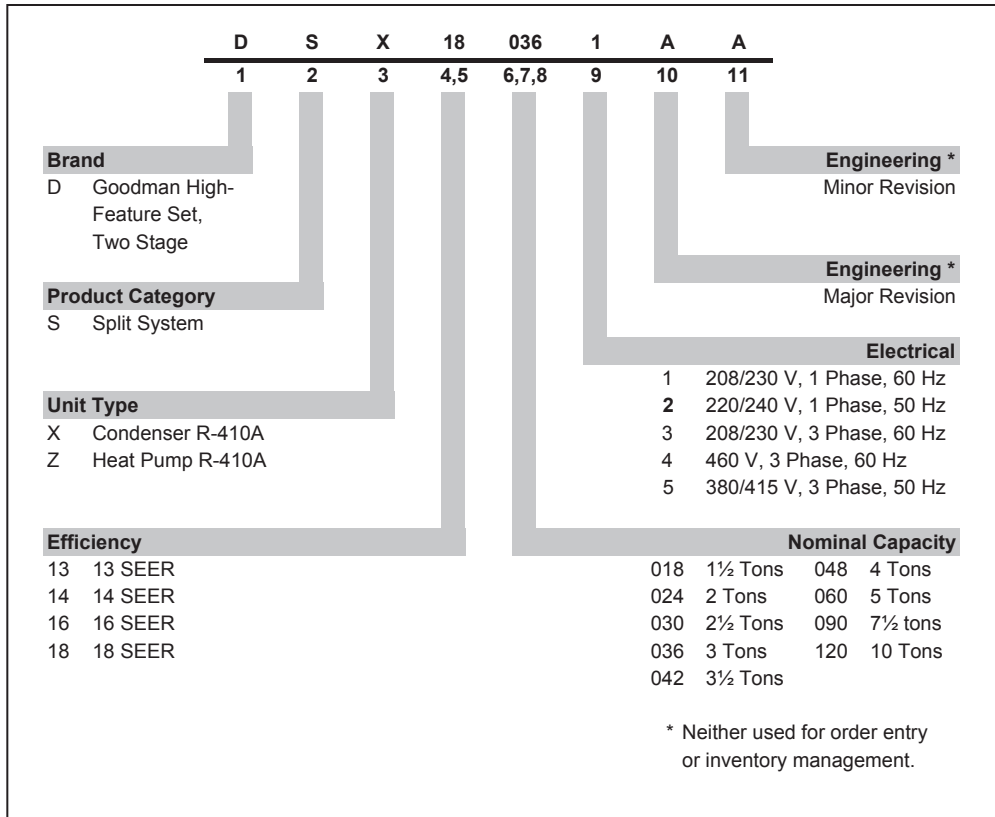 D S X 18 036 1 A A
1 2 3 4,5 6,7,8 9 10 11
Brand
D Goodman High-
Feature Set,
Two Stage
Product Category
S Split System
Unit Type
X Condenser R-410A
Z Heat Pump R-410A
Efficiency
13 13 SEER
14 14 SEER
16 16 SEER
18 18 SEER
Engineering *
Minor Revision
Engineering *
Major Revision
Electrical
1 208/230 V, 1 Phase, 60 Hz
2 220/240 V, 1 Phase, 50 Hz
3 208/230 V, 3 Phase, 60 Hz
4 460 V, 3 Phase, 60 Hz
5 380/415 V, 3 Phase, 50 Hz
Nominal Capacity
018 1½ Tons 048 4 Tons
024 2 Tons 060 5 Tons
030 2½ Tons 090 7½ tons
036 3 Tons 120 10 Tons
042 3½ Tons
* Neither used for order entry
or inventory management.